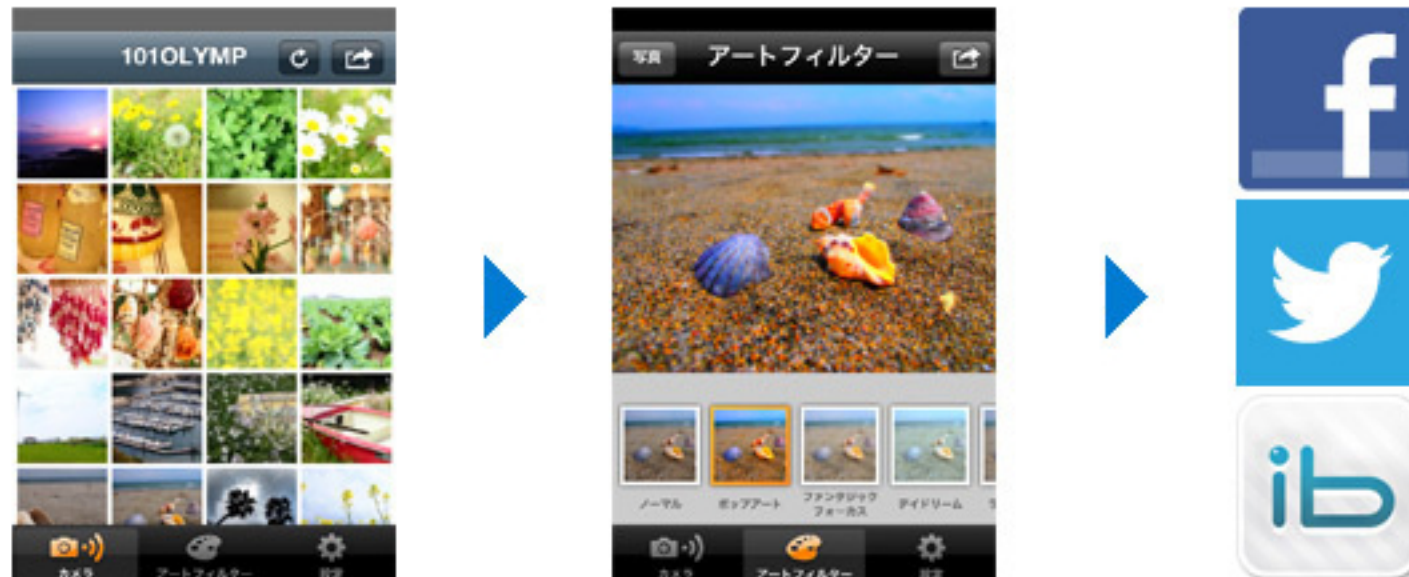 101OLYMP
カメラ
アートフィルター
設定
写真
アートフィルター
ノーマル
ポップアート
ファンタジック
フォーカス
デイドリーム
カメラ
アートフィルター
設定
f
ib